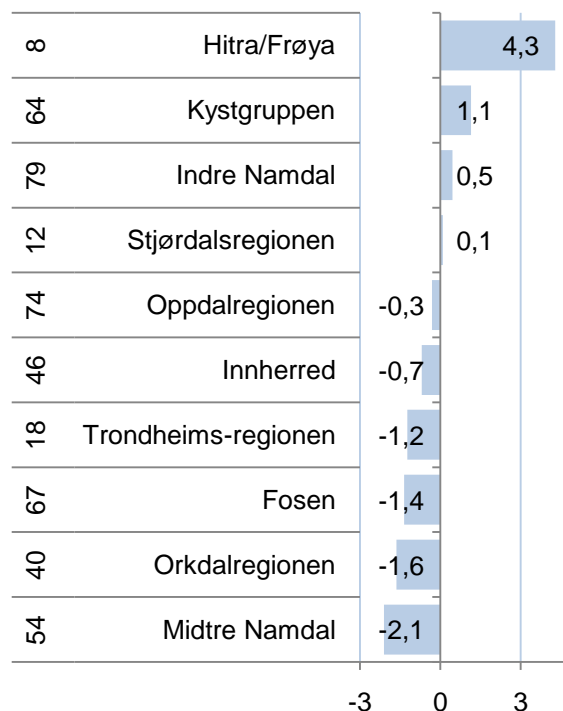 8 Hitra/Frøya 4,3
64 Kystgruppen 1,1
79 Indre Namdal 0,5
12 Stjørdalsregionen 0,1
74 Oppdalregionen -0,3
46 Innherred -0,7
18 Trondheims-regionen -1,2
67 Fosen -1,4
40 Orkdalregionen -1,6
54 Midtre Namdal -2,1
-3 0 3